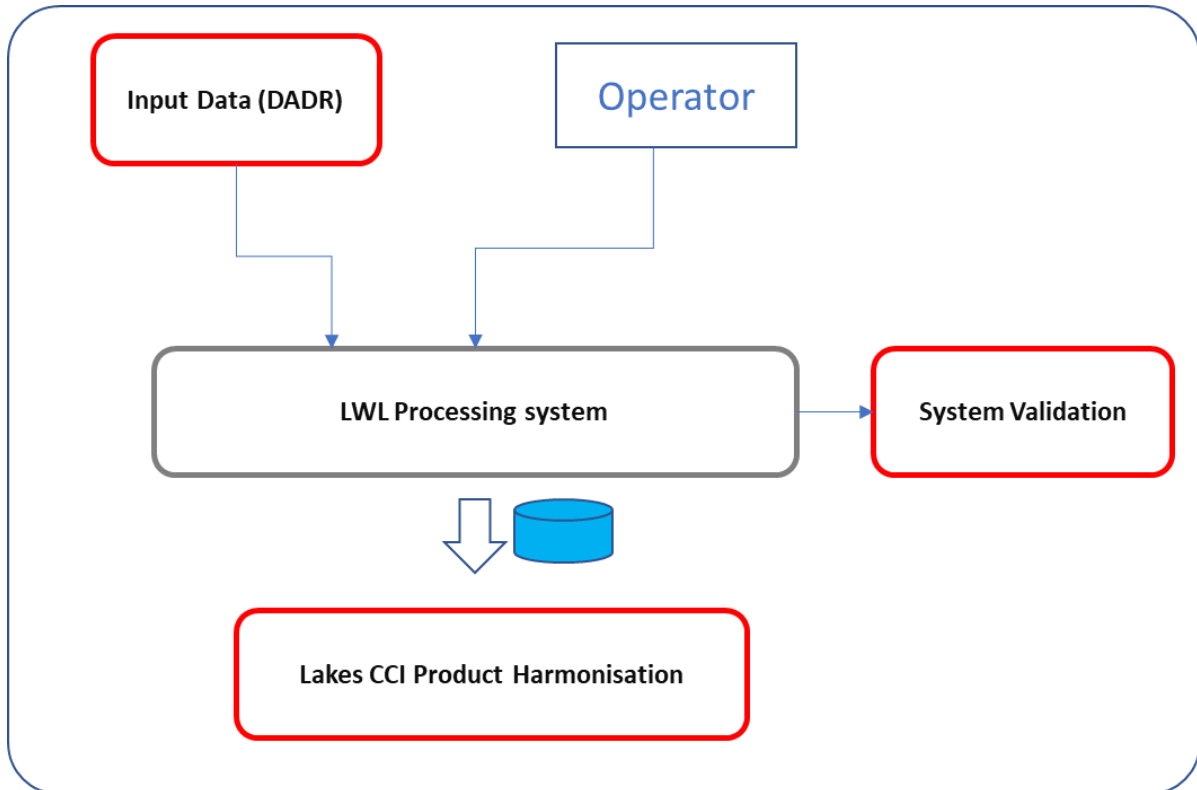 Input Data (DADR)
Operator
LWL Processing system
System Validation
Lakes CCI Product Harmonisation